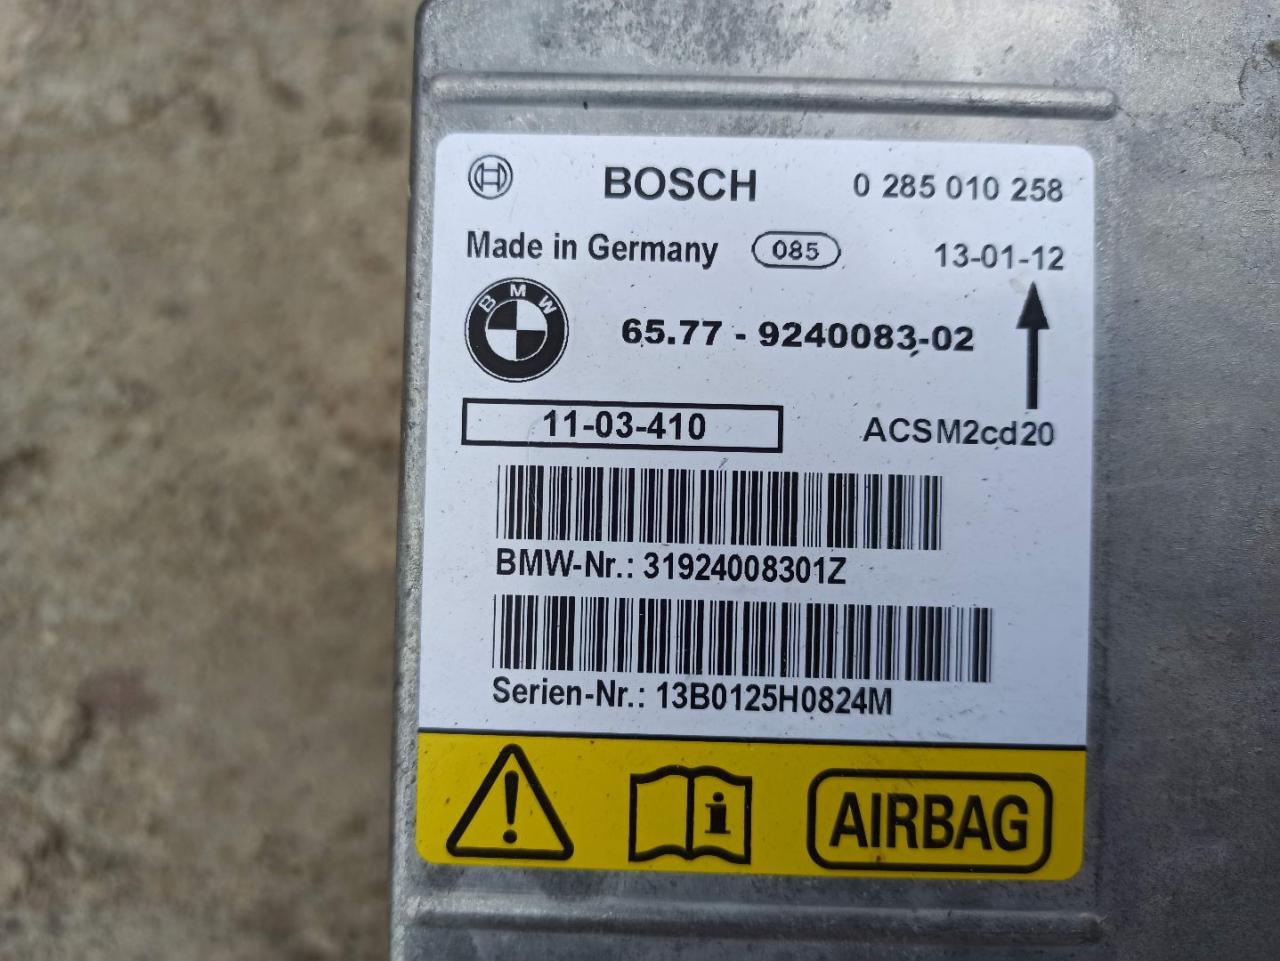 BOSCH 0 285 010 258
Made in Germany 085 13-01-12
BMW
65.77 - 9240083-02
11-03-410 ACSM2cd20
BMW-Nr.: 31924008301Z
Serien-Nr.: 13B0125H0824M
AIRBAG